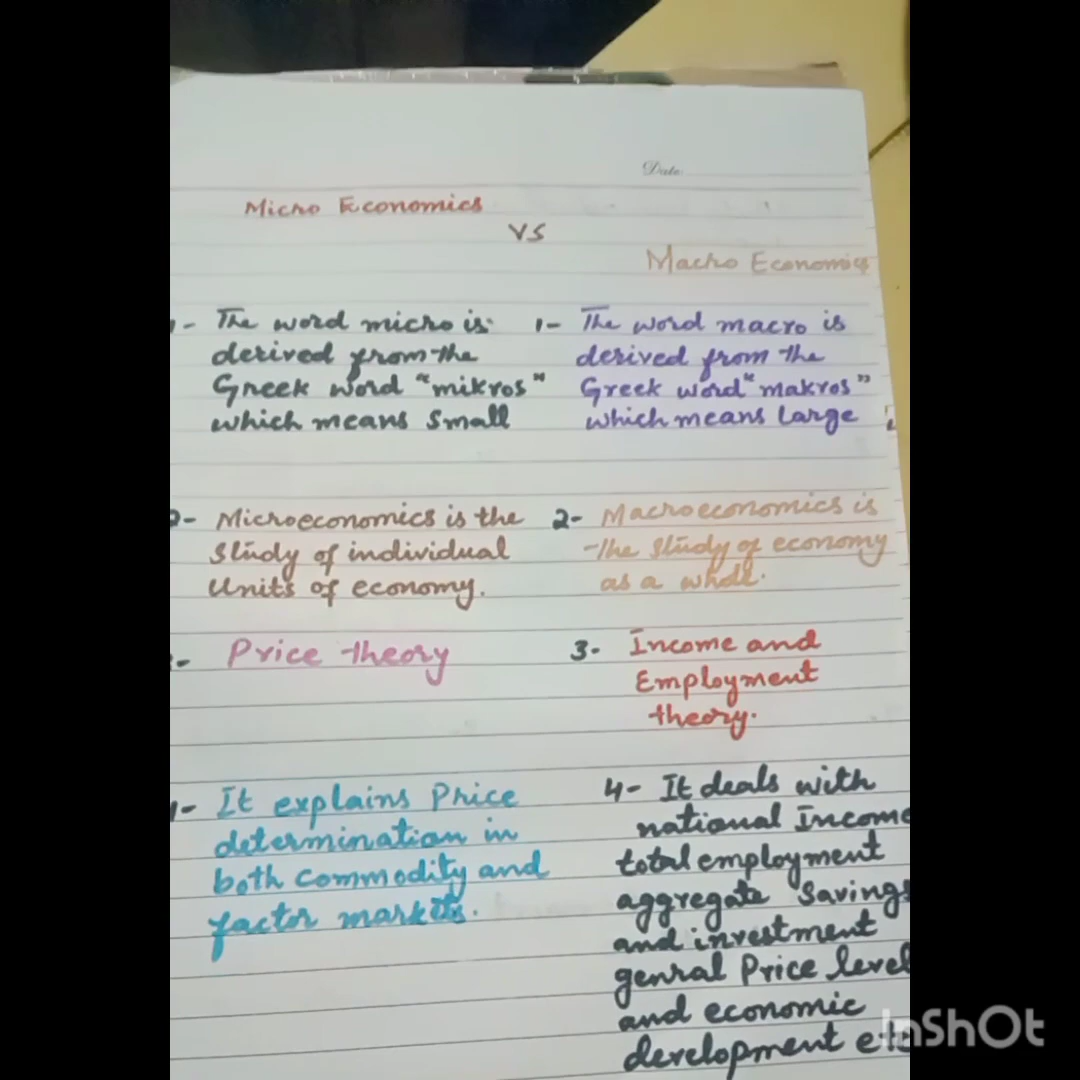 Date
Micro Economics
VS
Macro Economics
1- The word micro is
derived from the
Greek word "mikros"
which means small
1- The word macro is
derived from the
Greek word "makros"
which means large
2- Microeconomics is the
study of individual
Units of economy.
2- Macroeconomics is
the study of economy
as a whole.
Price theory
3- Income and
Employment
theory.
It explains Price
determination in
both commodity and
factor markets.
4- It deals with
national Income
total employment
aggregate savings
and investment
genral Price level
and economic
development etc
InShOt